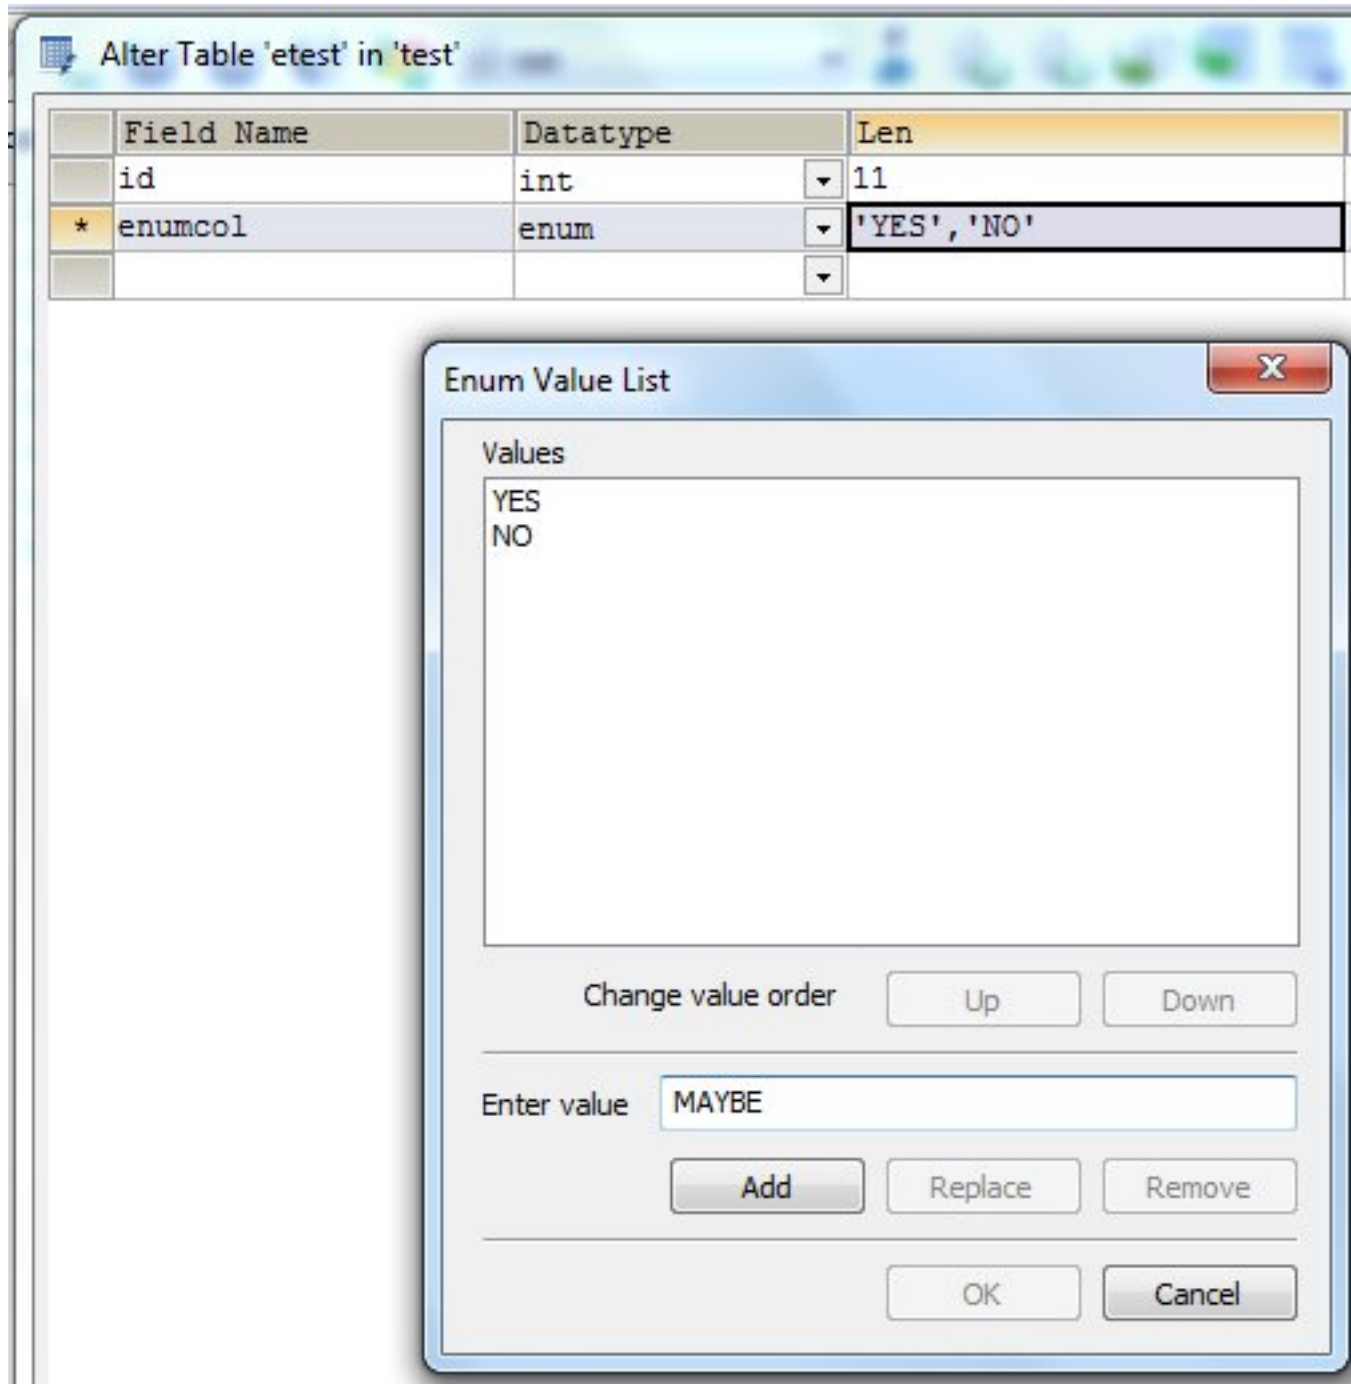 Alter Table 'etest' in 'test'
Field Name Datatype Len
id int 11
* enumcol enum 'YES','NO'
Enum Value List
Values
YES
NO
Change value order Up Down
Enter value MAYBE
Add Replace Remove
OK Cancel